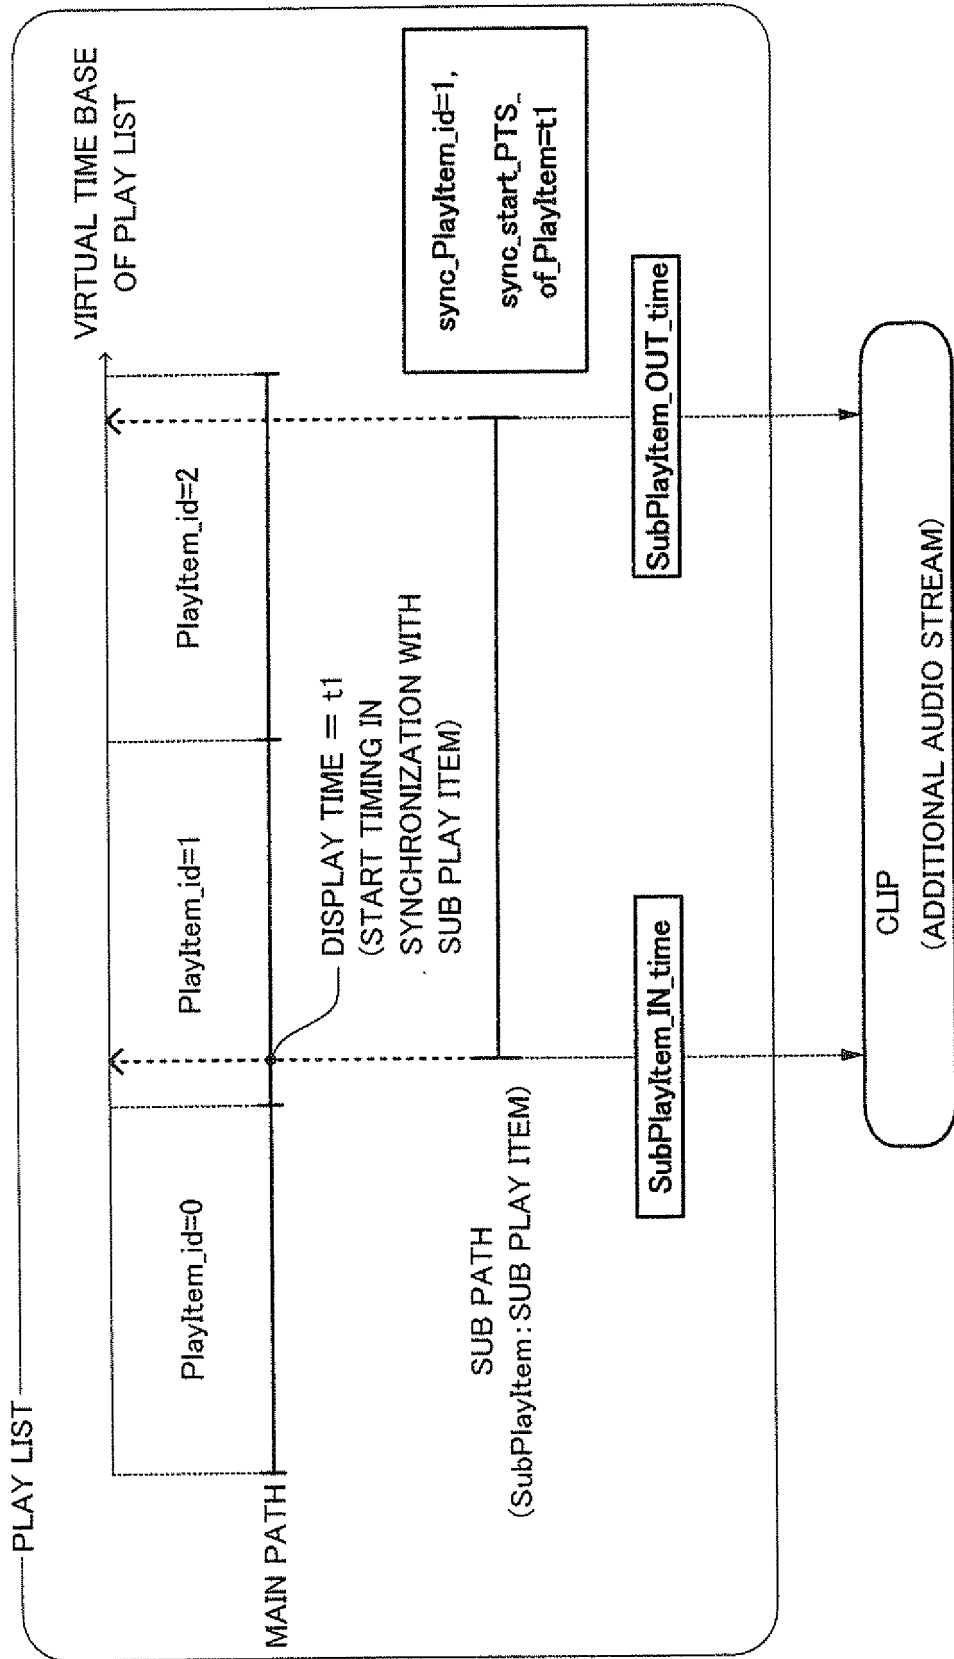 PLAY LIST
VIRTUAL TIME BASE
OF PLAY LIST
PlayItem_id=0
PlayItem_id=1
PlayItem_id=2
MAIN PATH
DISPLAY TIME = t1
(START TIMING IN
SYNCHRONIZATION WITH
SUB PLAY ITEM)
sync_PlayItem_id=1,
sync_start_PTS_
of_PlayItem=t1
SUB PATH
(SubPlayItem:SUB PLAY ITEM)
SubPlayItem_IN_time
SubPlayItem_OUT_time
CLIP
(ADDITIONAL AUDIO STREAM)